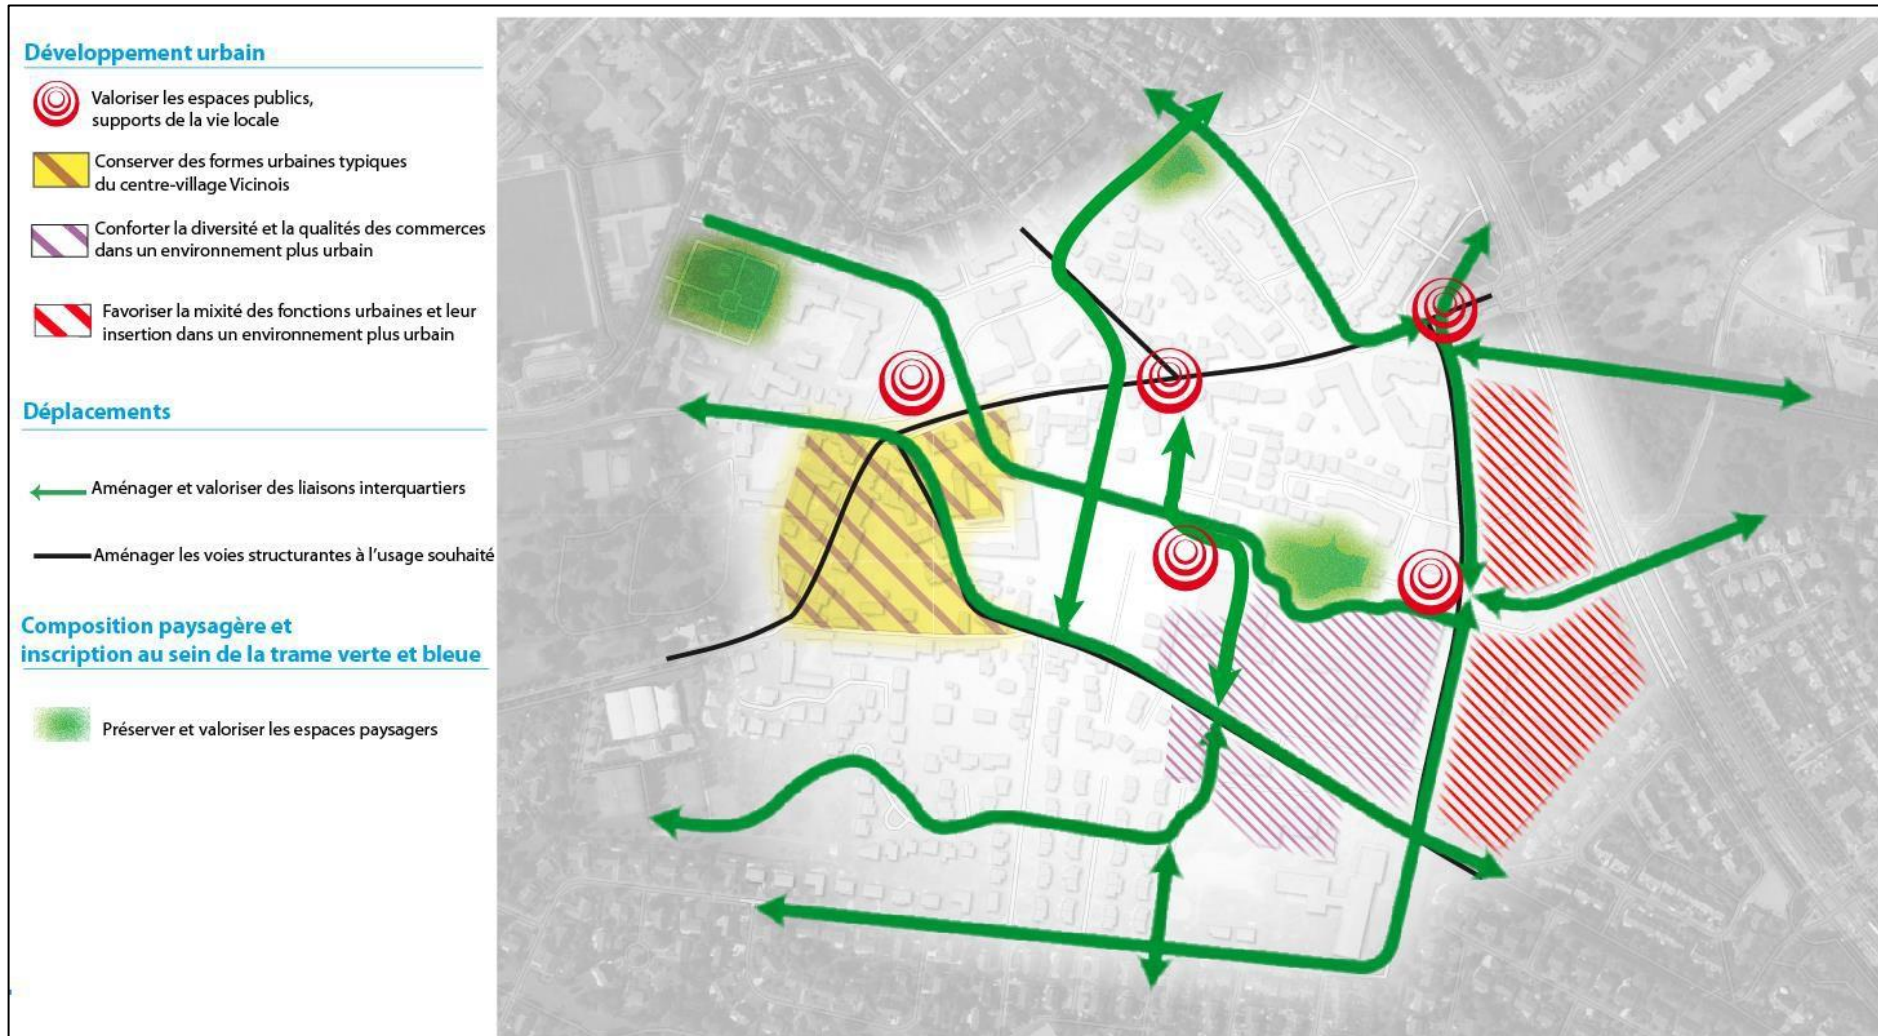 Développement urbain
Valoriser les espaces publics,
supports de la vie locale
Conserver des formes urbaines typiques
du centre-village Vicinois
Conforter la diversité et la qualités des commerces
dans un environnement plus urbain
Favoriser la mixité des fonctions urbaines et leur
insertion dans un environnement plus urbain
Déplacements
Aménager et valoriser des liaisons interquartiers
Aménager les voies structurantes à l'usage souhaité
Composition paysagère et
inscription au sein de la trame verte et bleue
Préserver et valoriser les espaces paysagers